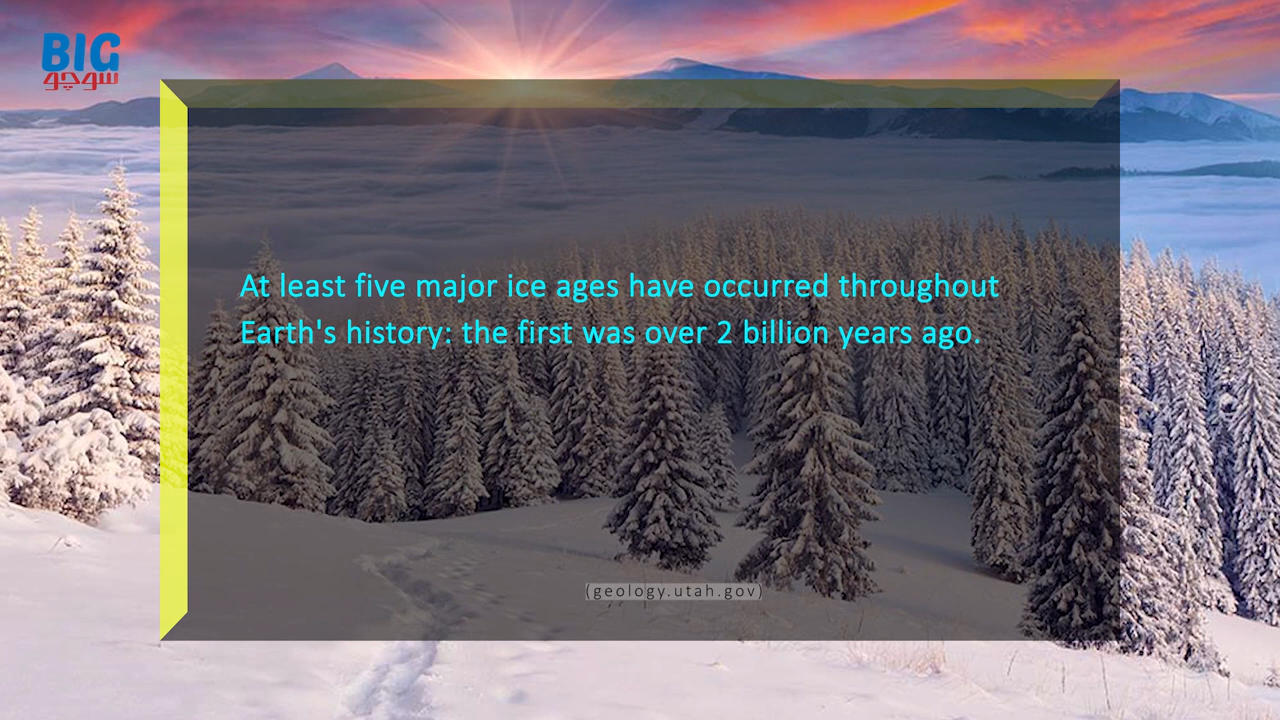 BIG
سوچو
At least five major ice ages have occurred throughout
Earth's history: the first was over 2 billion years ago.
(geology.utah.gov)